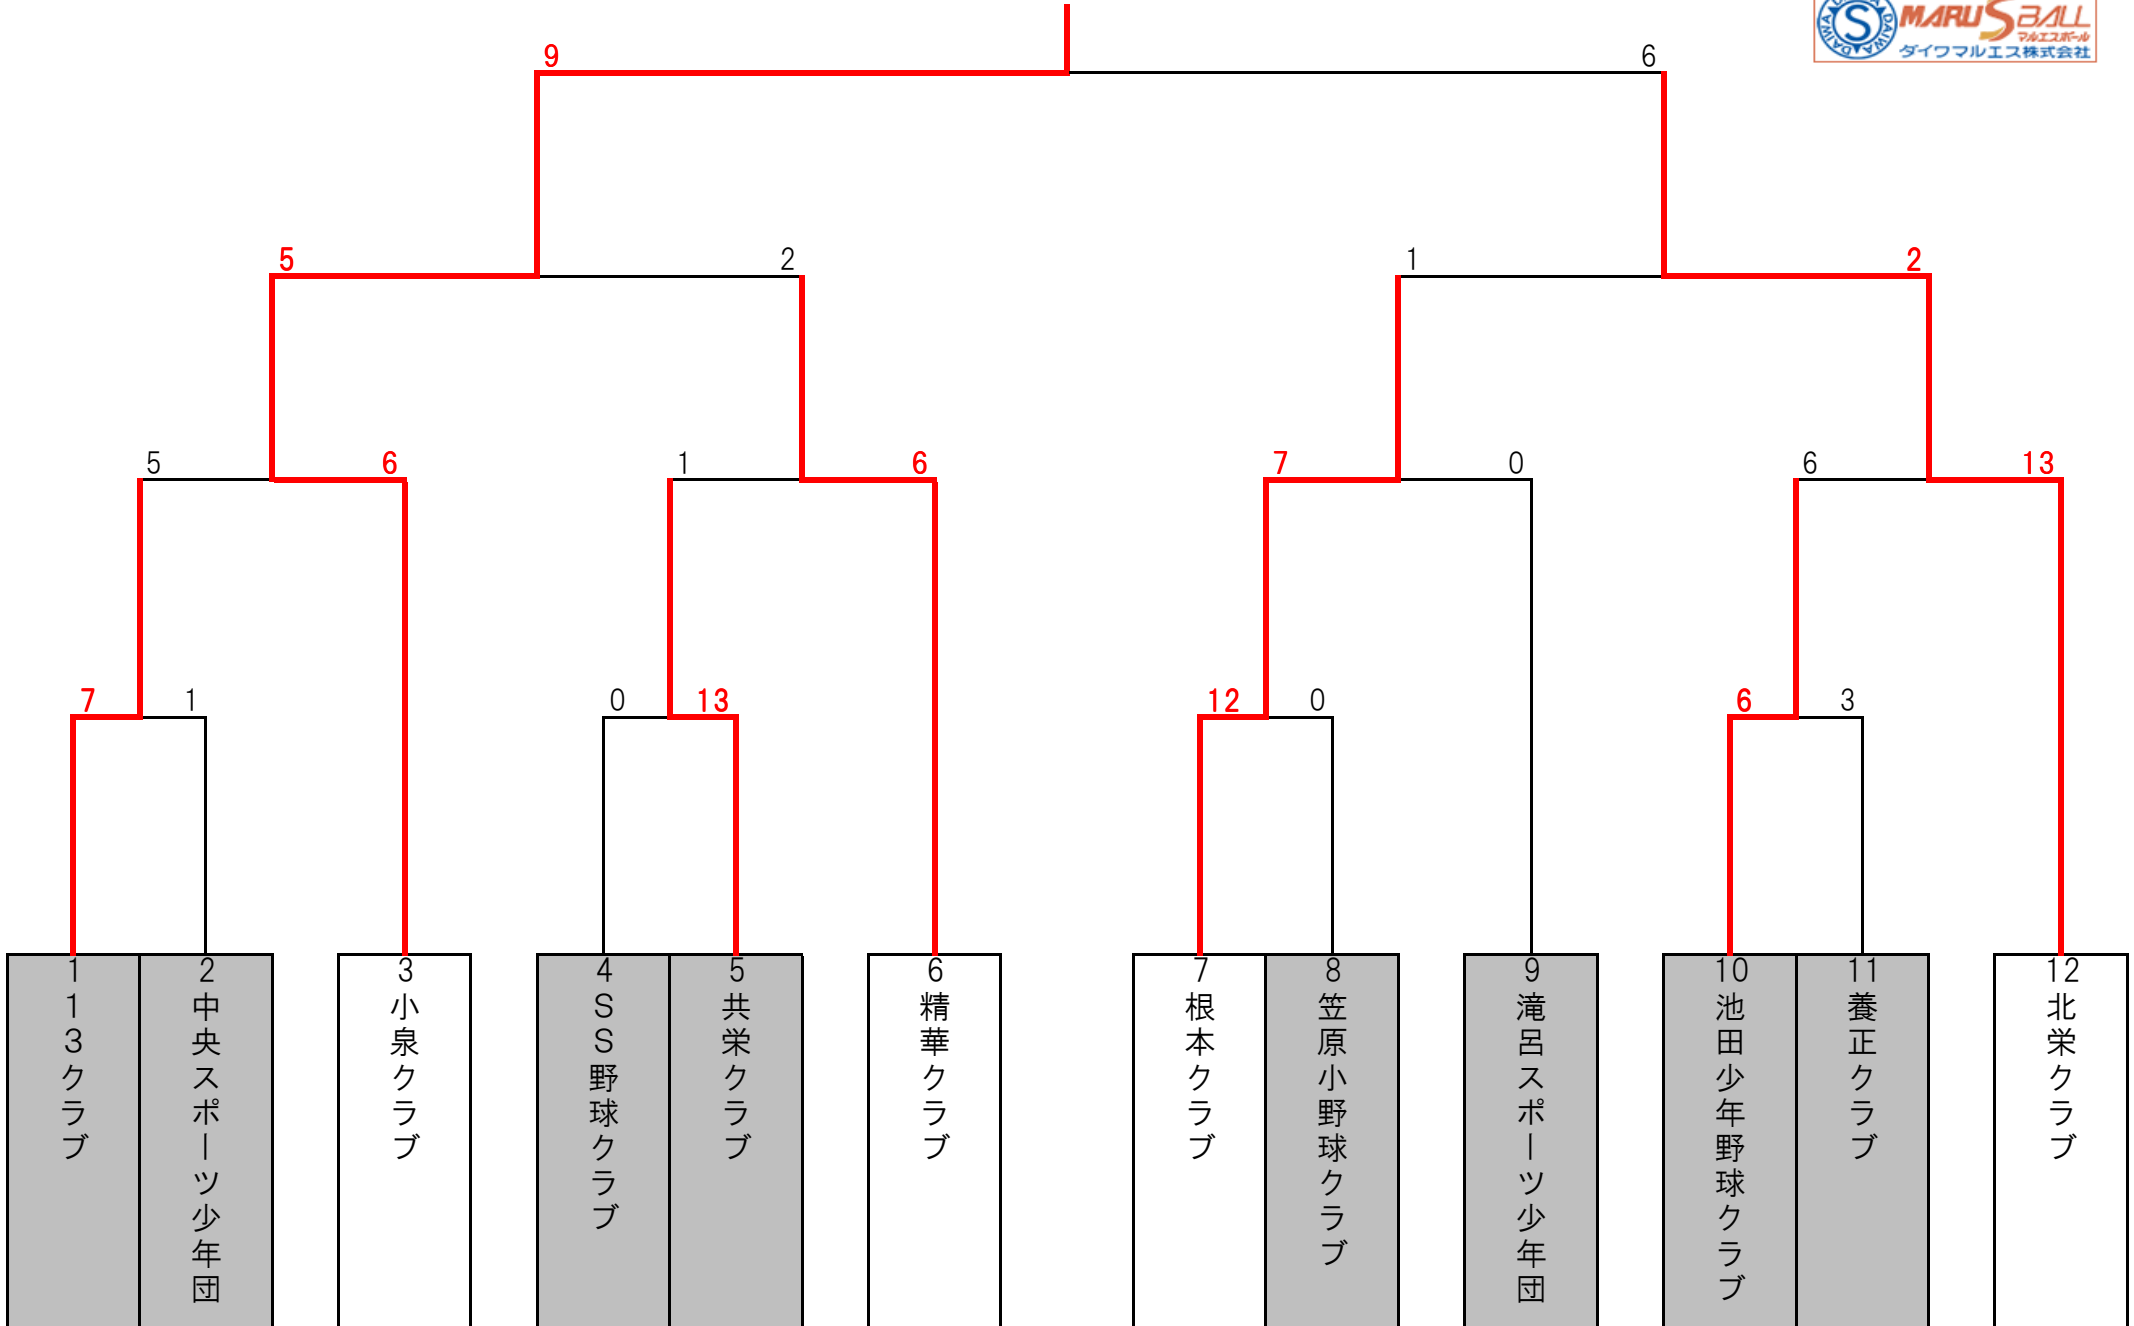 DAIWA DAIWA
S
MARU S BALL
マルエスボール
ダイワマルエス株式会社
9
6
5
2
1
2
5
6
1
6
7
0
6
13
7
1
0
13
12
0
6
3
1
13クラブ
2
中央スポーツ少年団
3
小泉クラブ
4
SS野球クラブ
5
共栄クラブ
6
精華クラブ
7
根本クラブ
8
笠原小野球クラブ
9
滝呂スポーツ少年団
10
池田少年野球クラブ
11
養正クラブ
12
北栄クラブ